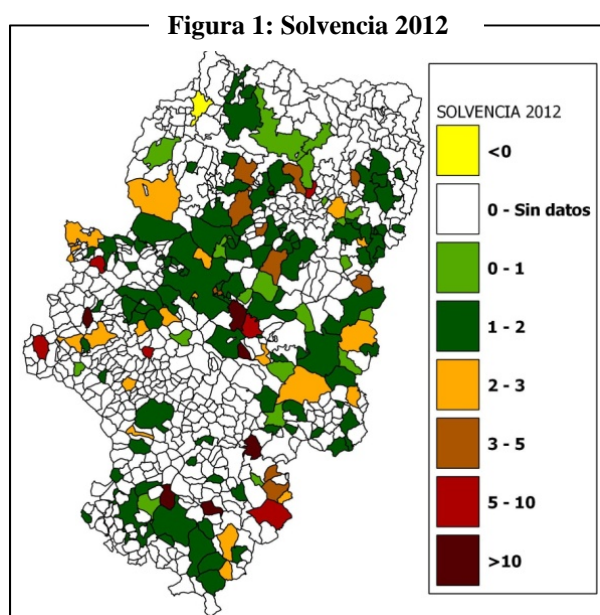 Figura 1: Solvencia 2012
SOLVENCIA 2012
<0
0 - Sin datos
0 - 1
1 - 2
2 - 3
3 - 5
5 - 10
>10